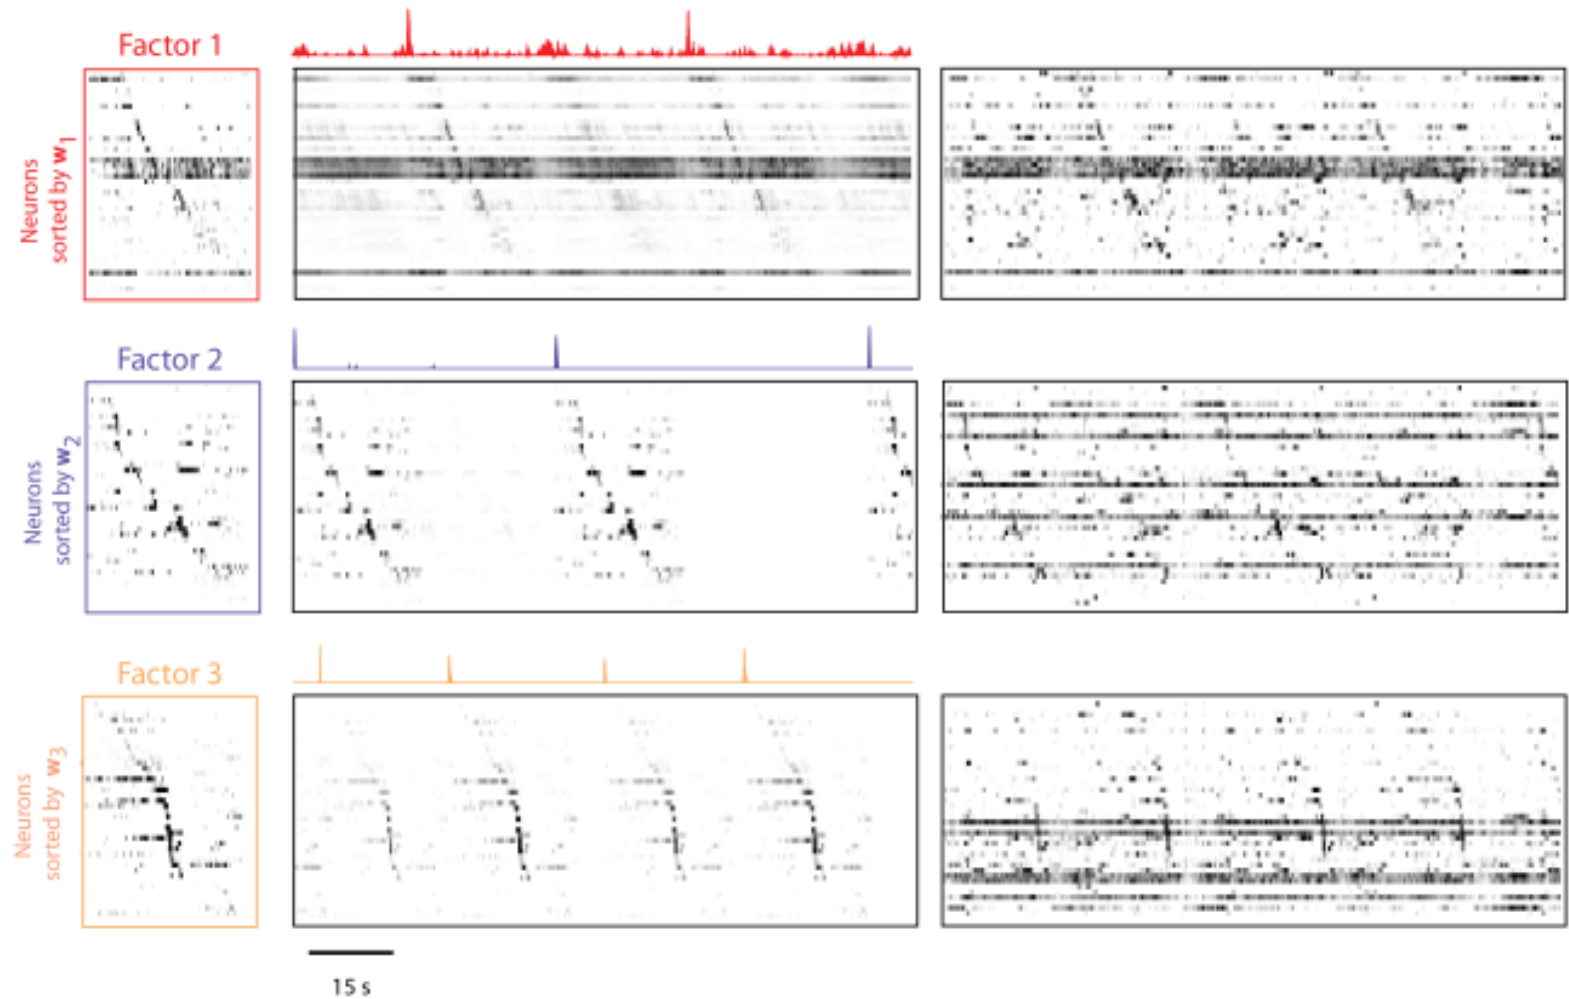 Factor 1
Neurons
sorted by w1
Factor 2
Neurons
sorted by w2
Factor 3
Neurons
sorted by w3
15 s